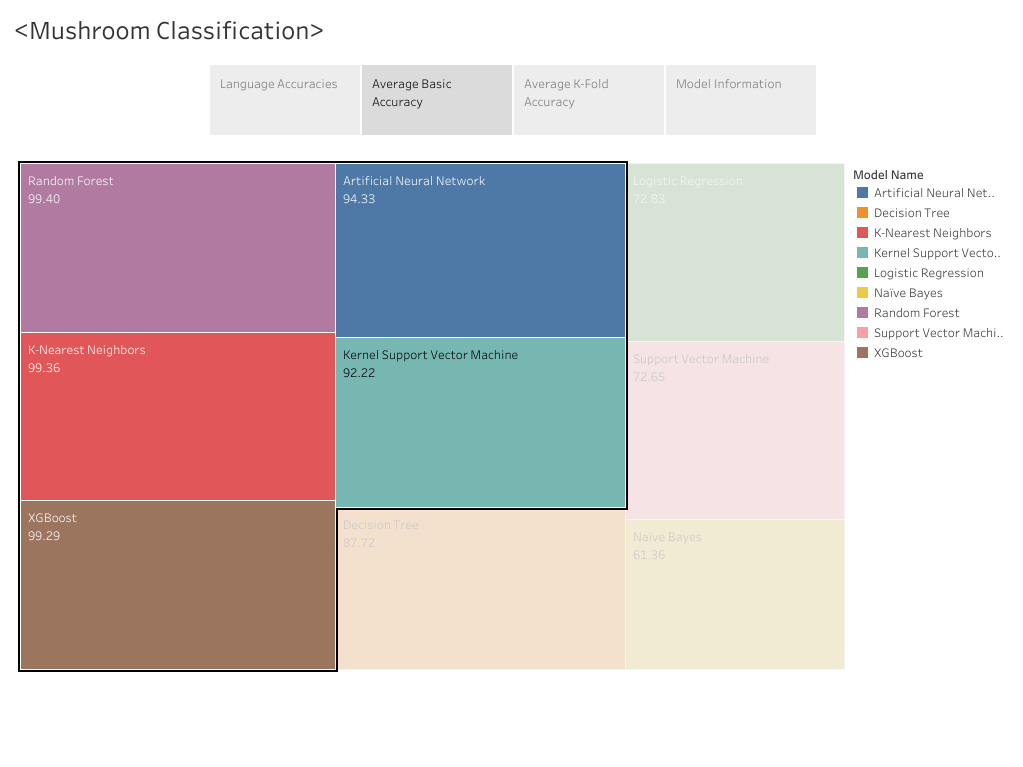 <Mushroom Classification>
Language Accuracies
Average Basic
Accuracy
Average K-Fold
Accuracy
Model Information
Random Forest
99.40
K-Nearest Neighbors
99.36
XGBoost
99.29
Artificial Neural Network
94.33
Kernel Support Vector Machine
92.22
Decision Tree
87.72
Logistic Regression
72.83
Support Vector Machine
72.65
Naïve Bayes
61.36
Model Name
Artificial Neural Net..
Decision Tree
K-Nearest Neighbors
Kernel Support Vecto..
Logistic Regression
Naïve Bayes
Random Forest
Support Vector Machi..
XGBoost